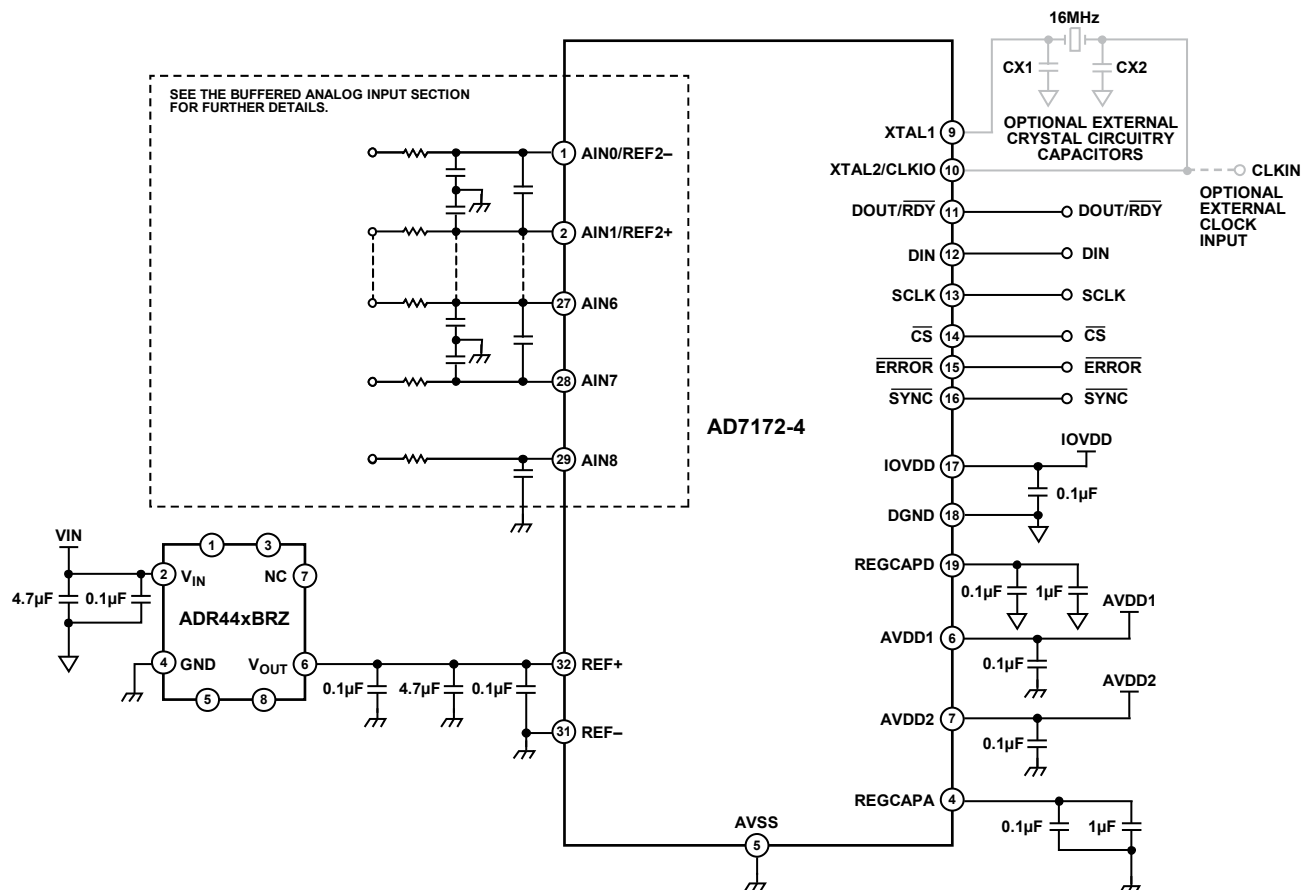 16MHz
CX1
CX2
OPTIONAL EXTERNAL
CRYSTAL CIRCUITRY
CAPACITORS
SEE THE BUFFERED ANALOG INPUT SECTION
FOR FURTHER DETAILS.
1 AIN0/REF2–
2 AIN1/REF2+
27 AIN6
28 AIN7
29 AIN8
XTAL1 9
XTAL2/CLKIO 10
CLKIN
OPTIONAL
EXTERNAL
CLOCK
INPUT
DOUT/RDY 11 DOUT/RDY
DIN 12 DIN
SCLK 13 SCLK
CS 14 CS
ERROR 15 ERROR
SYNC 16 SYNC
AD7172-4
IOVDD
IOVDD 17
0.1µF
DGND 18
REGCAPD 19
0.1µF 1µF
AVDD1
AVDD1 6
0.1µF
AVDD2
AVDD2 7
0.1µF
REGCAPA 4
0.1µF 1µF
VIN
4.7µF 0.1µF
1 3
2 VIN
NC 7
ADR44xBRZ
4 GND
VOUT 6
5 8
0.1µF 4.7µF 0.1µF
32 REF+
31 REF–
AVSS
5